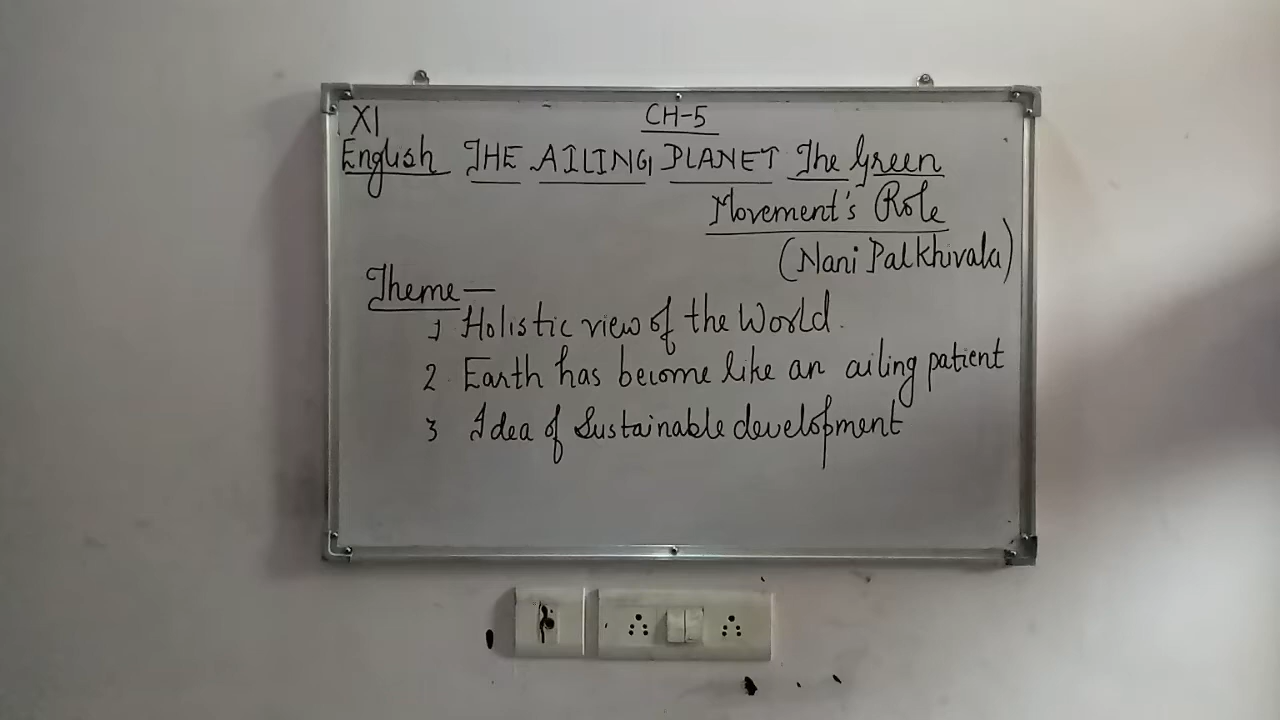 XI
CH-5
English THE AILING PLANET The Green
Movement's Role
(Nani Palkhivala)
Theme —
1 Holistic view of the World.
2. Earth has become like an ailing patient
3 Idea of Sustainable development